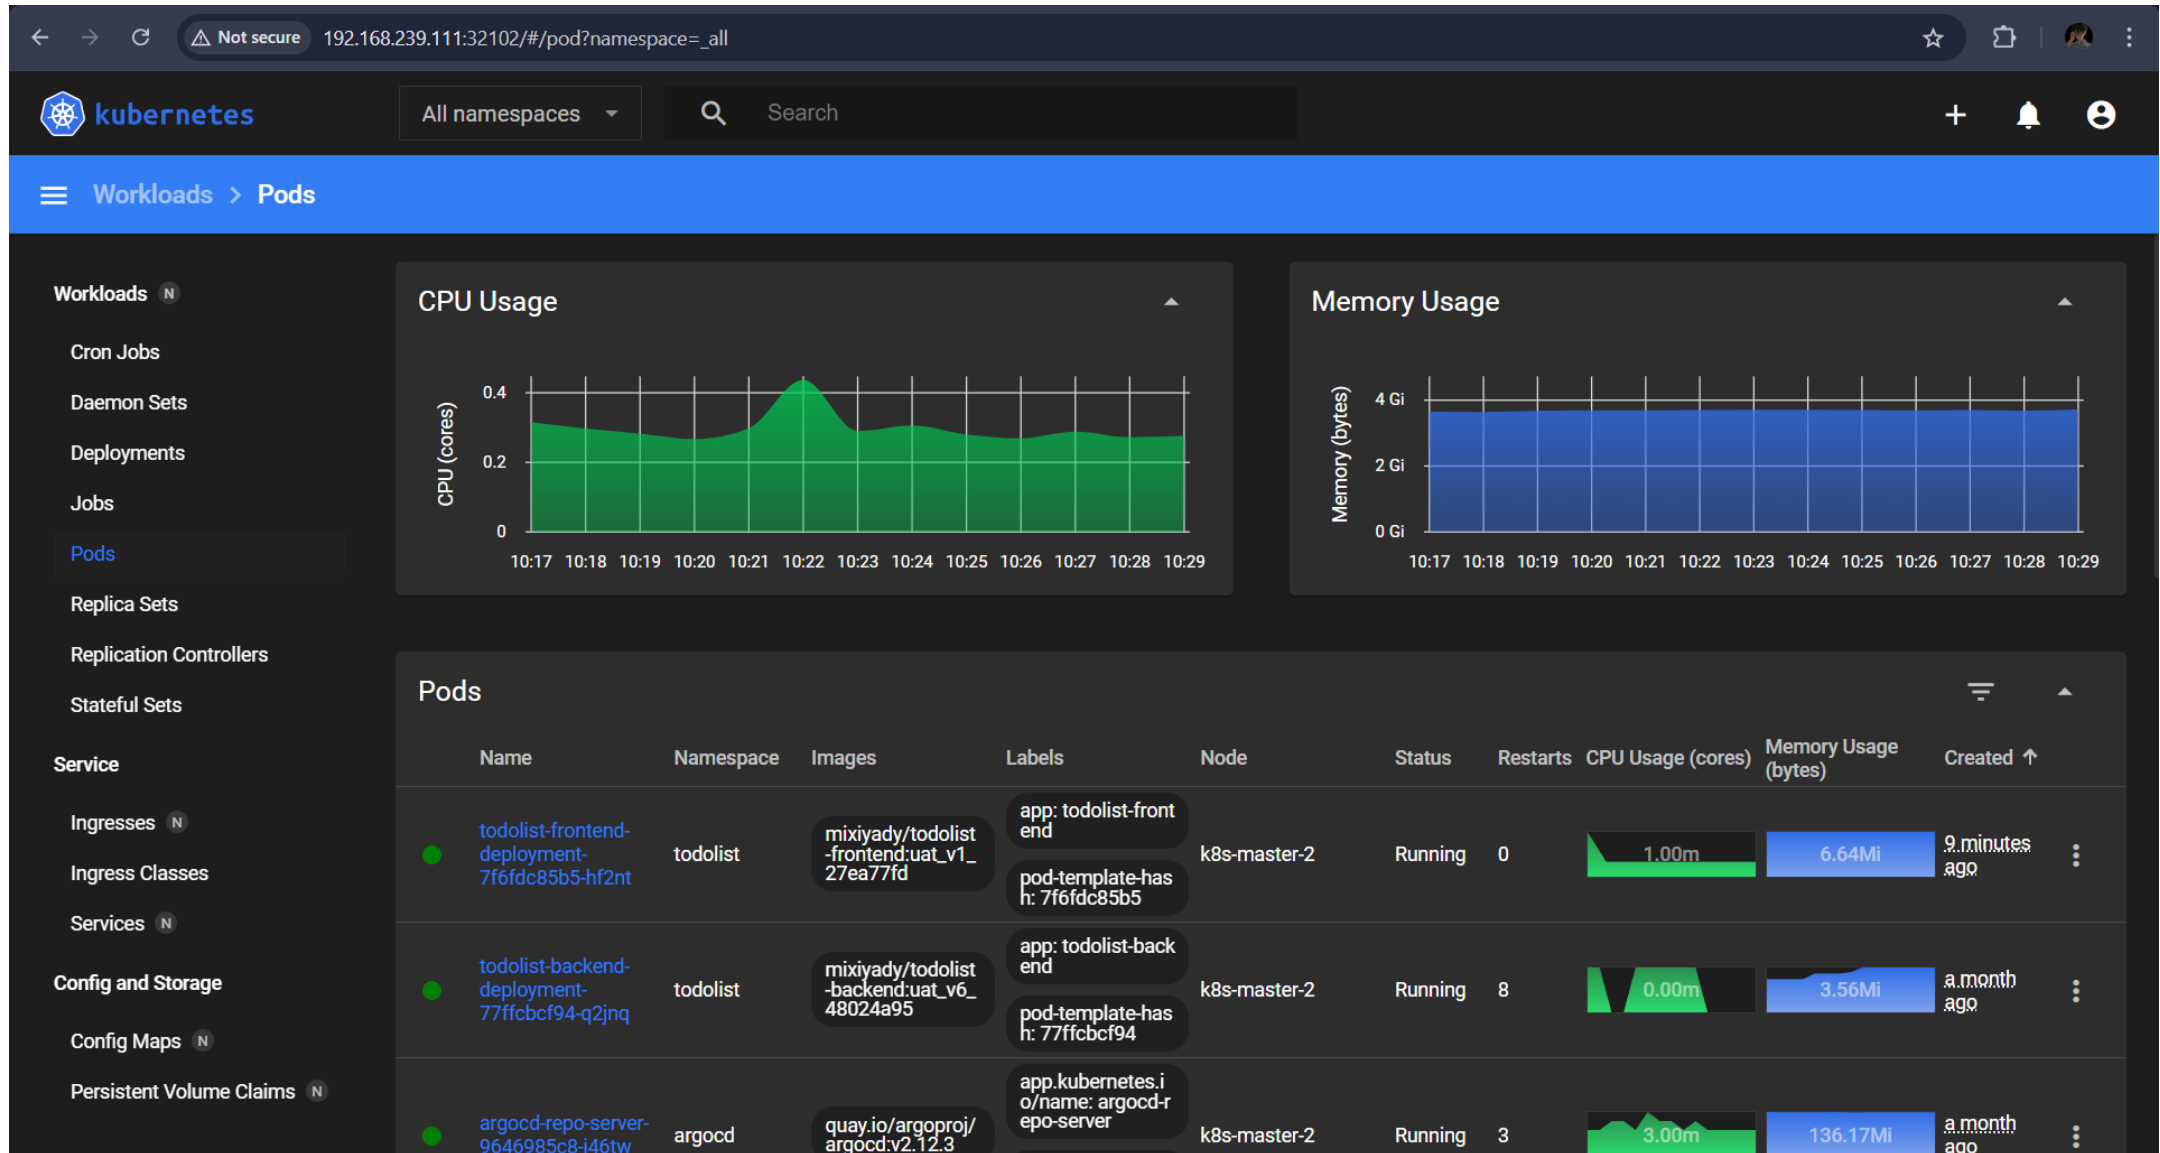 Not secure 192.168.239.111:32102/#/pod?namespace=_all
kubernetes
All namespaces
Search
Workloads > Pods
Workloads N
Cron Jobs
Daemon Sets
Deployments
Jobs
Pods
Replica Sets
Replication Controllers
Stateful Sets
Service
Ingresses N
Ingress Classes
Services N
Config and Storage
Config Maps N
Persistent Volume Claims N
CPU Usage
CPU (cores)
0.4
0.2
0
10:17 10:18 10:19 10:20 10:21 10:22 10:23 10:24 10:25 10:26 10:27 10:28 10:29
Memory Usage
Memory (bytes)
4 Gi
2 Gi
0 Gi
10:17 10:18 10:19 10:20 10:21 10:22 10:23 10:24 10:25 10:26 10:27 10:28 10:29
Pods
Name
Namespace
Images
Labels
Node
Status
Restarts
CPU Usage (cores)
Memory Usage
(bytes)
Created
todolist-frontend-
deployment-
7f6fdc85b5-hf2nt
todolist
mixiyady/todolist
-frontend:uat_v1_
27ea77fd
app: todolist-front
end
pod-template-has
h: 7f6fdc85b5
k8s-master-2
Running
0
1.00m
6.64Mi
9 minutes
ago
todolist-backend-
deployment-
77ffcbcf94-q2jnq
todolist
mixiyady/todolist
-backend:uat_v6_
48024a95
app: todolist-back
end
pod-template-has
h: 77ffcbcf94
k8s-master-2
Running
8
0.00m
3.56Mi
a month
ago
argocd-repo-server-
9646985c8-j46tw
argocd
quay.io/argoproj/
argocd:v2.12.3
app.kubernetes.i
o/name: argocd-r
epo-server
k8s-master-2
Running
3
3.00m
136.17Mi
a month
ago